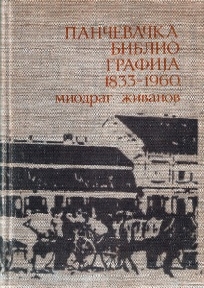 ПАНЧЕВАЧКА
БИБЛИО
ГРАФИЈА
1833-1960
МИОДРАГ ЖИВАНОВ